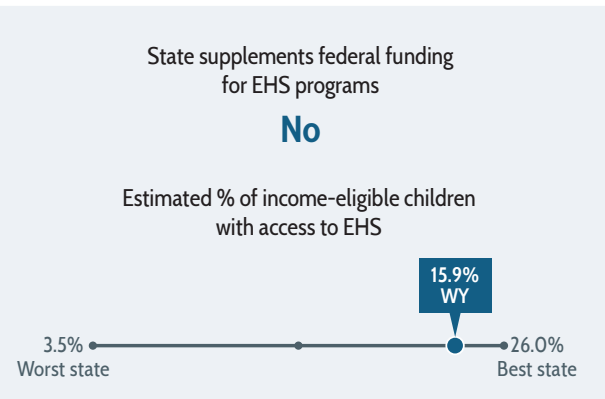 State supplements federal funding
for EHS programs
No
Estimated % of income-eligible children
with access to EHS
15.9%
WY
3.5%
Worst state
26.0%
Best state